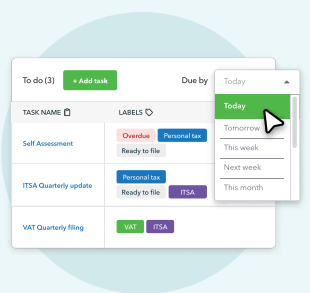 To do (3)
+ Add task
Due by
Today
Today
Tomorrow
This week
Next week
This month
TASK NAME
LABELS
Self Assessment
Overdue
Personal tax
Ready to file
ITSA Quarterly update
Personal tax
Ready to file
ITSA
VAT Quarterly filing
VAT
ITSA